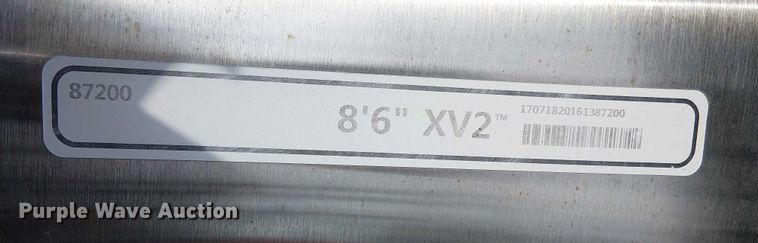 87200
8'6" XV2™
17071820161387200
Purple Wave Auction